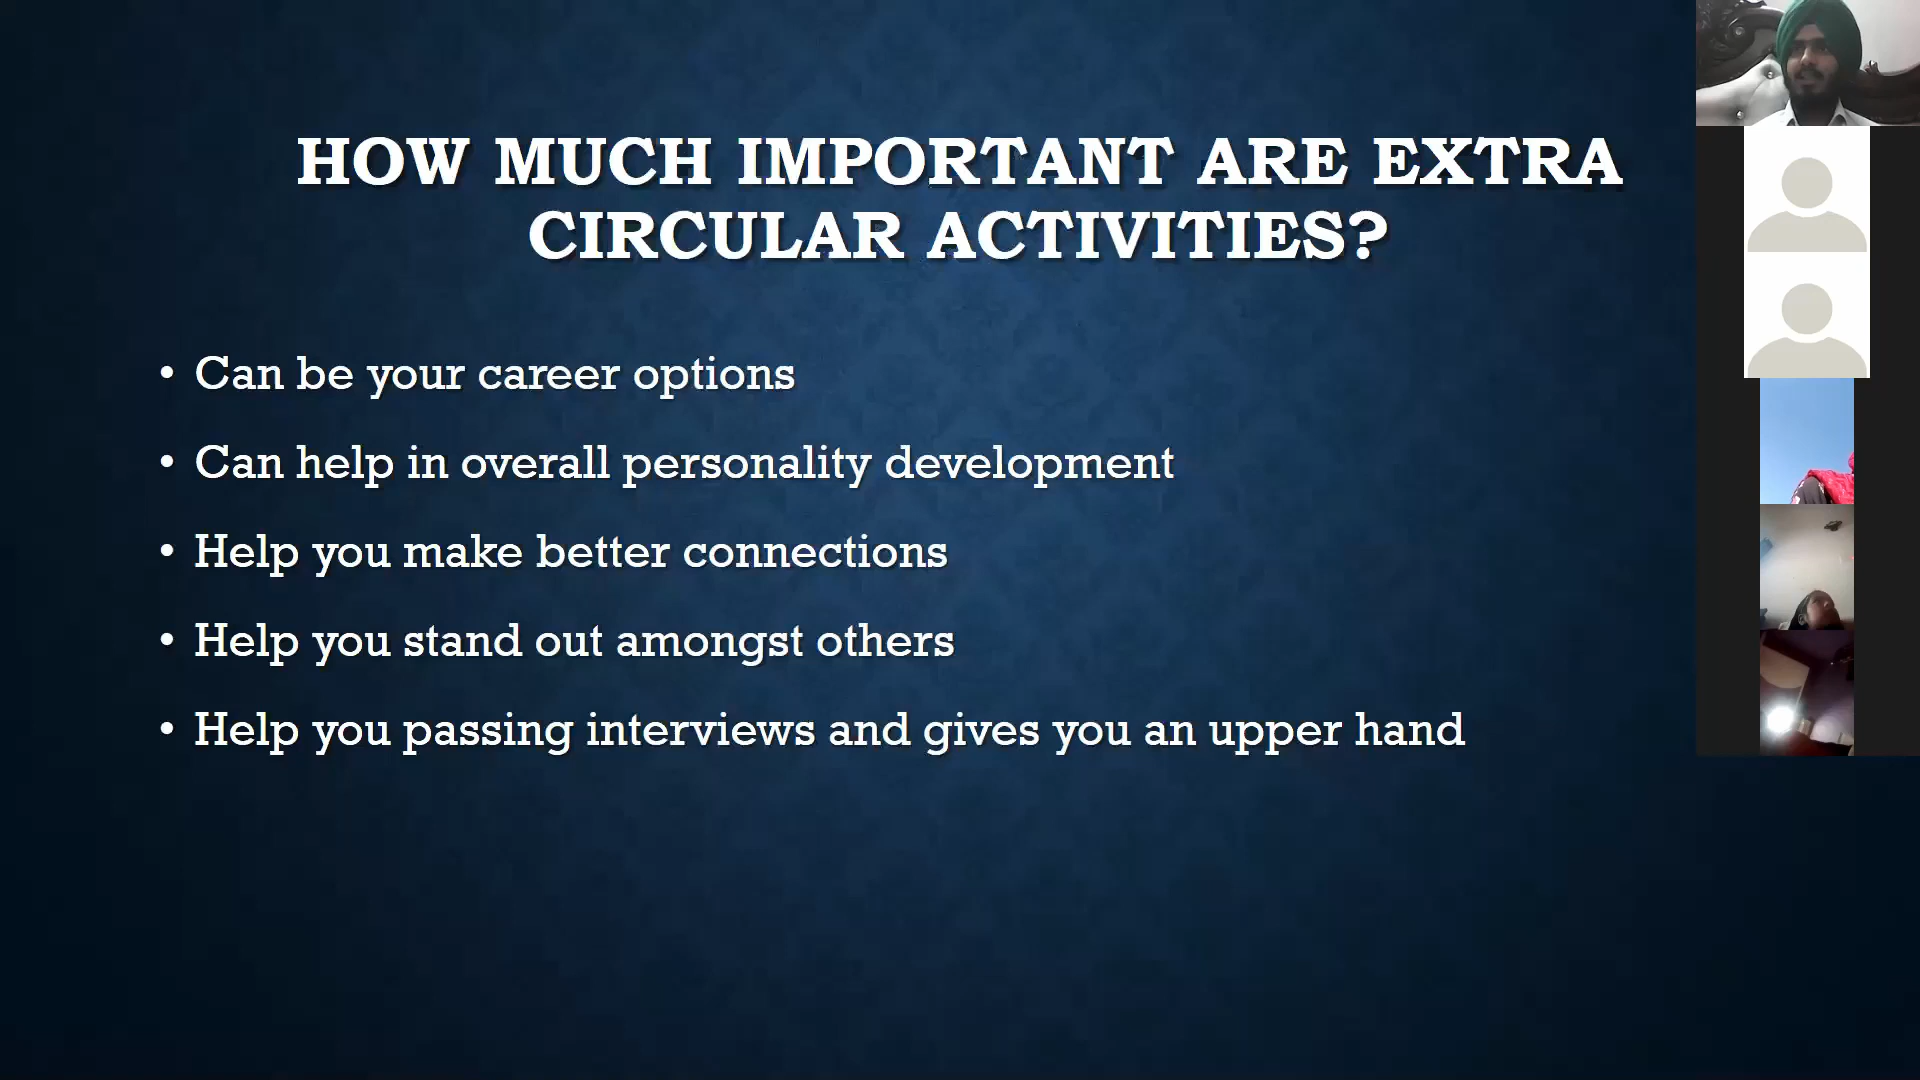 HOW MUCH IMPORTANT ARE EXTRA
CIRCULAR ACTIVITIES?
• Can be your career options
• Can help in overall personality development
• Help you make better connections
• Help you stand out amongst others
• Help you passing interviews and gives you an upper hand